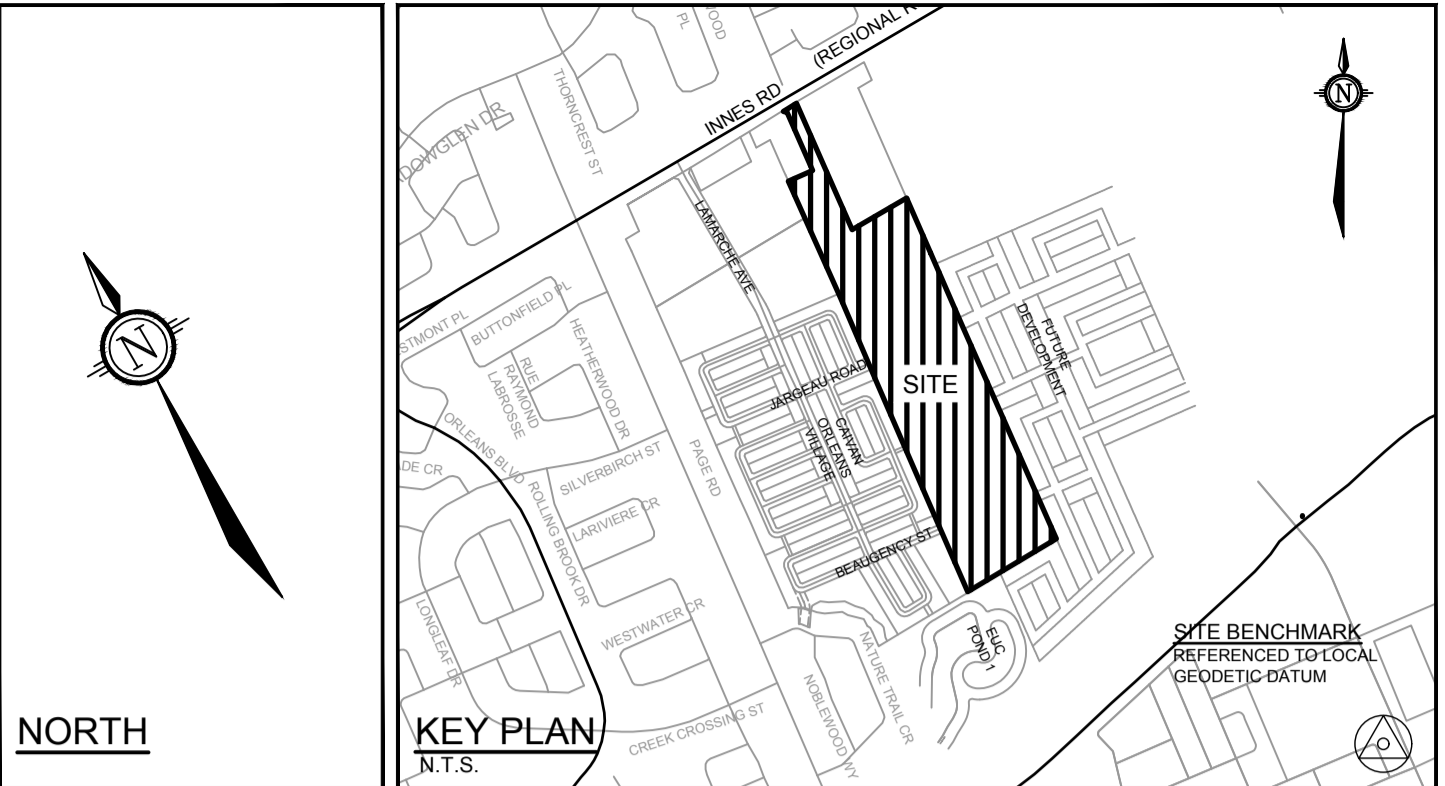 N
NORTH
PL
WOOD
(REGIONAL
INNES RD
THORNCREST ST
DOWGLEN DR
N
LAMARCHE AVE
STMONT PL
BUTTONFIELD PL
HEATHERWOOD DR
RUE
RAYMOND
LABROSSE
JARGEAU ROAD
SITE
FUTURE
DEVELOPMENT
CAIVAN
ORLEANS
VILLAGE
ORLEANS BLVD
PAGE RD
ADE CR
SILVERBIRCH ST
ROLLING BROOK DR
LARIVIERE CR
BEAUGENCY ST
LONGLEAF DR
WESTWATER CR
NATURE TRAIL CR
EUC
POND 1
SITE BENCHMARK
REFERENCED TO LOCAL
GEODETIC DATUM
NOBLEWOOD WY
CREEK CROSSING ST
KEY PLAN
N.T.S.